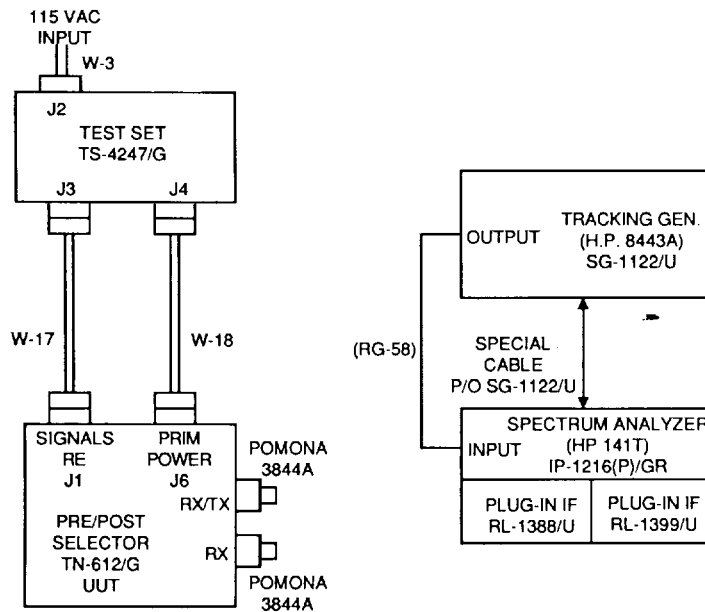 115 VAC
INPUT
W-3
J2
TEST SET
TS-4247/G
J3
J4
W-17
W-18
SIGNALS
RE
J1
PRIM
POWER
J6
POMONA
3844A
RX/TX
PRE/POST
SELECTOR
TN-612/G
UUT
RX
POMONA
3844A
OUTPUT
TRACKING GEN.
(H.P. 8443A)
SG-1122/U
(RG-58)
SPECIAL
CABLE
P/O SG-1122/U
INPUT
SPECTRUM ANALYZER
(HP 141T)
IP-1216(P)/GR
PLUG-IN IF
RL-1388/U
PLUG-IN IF
RL-1399/U